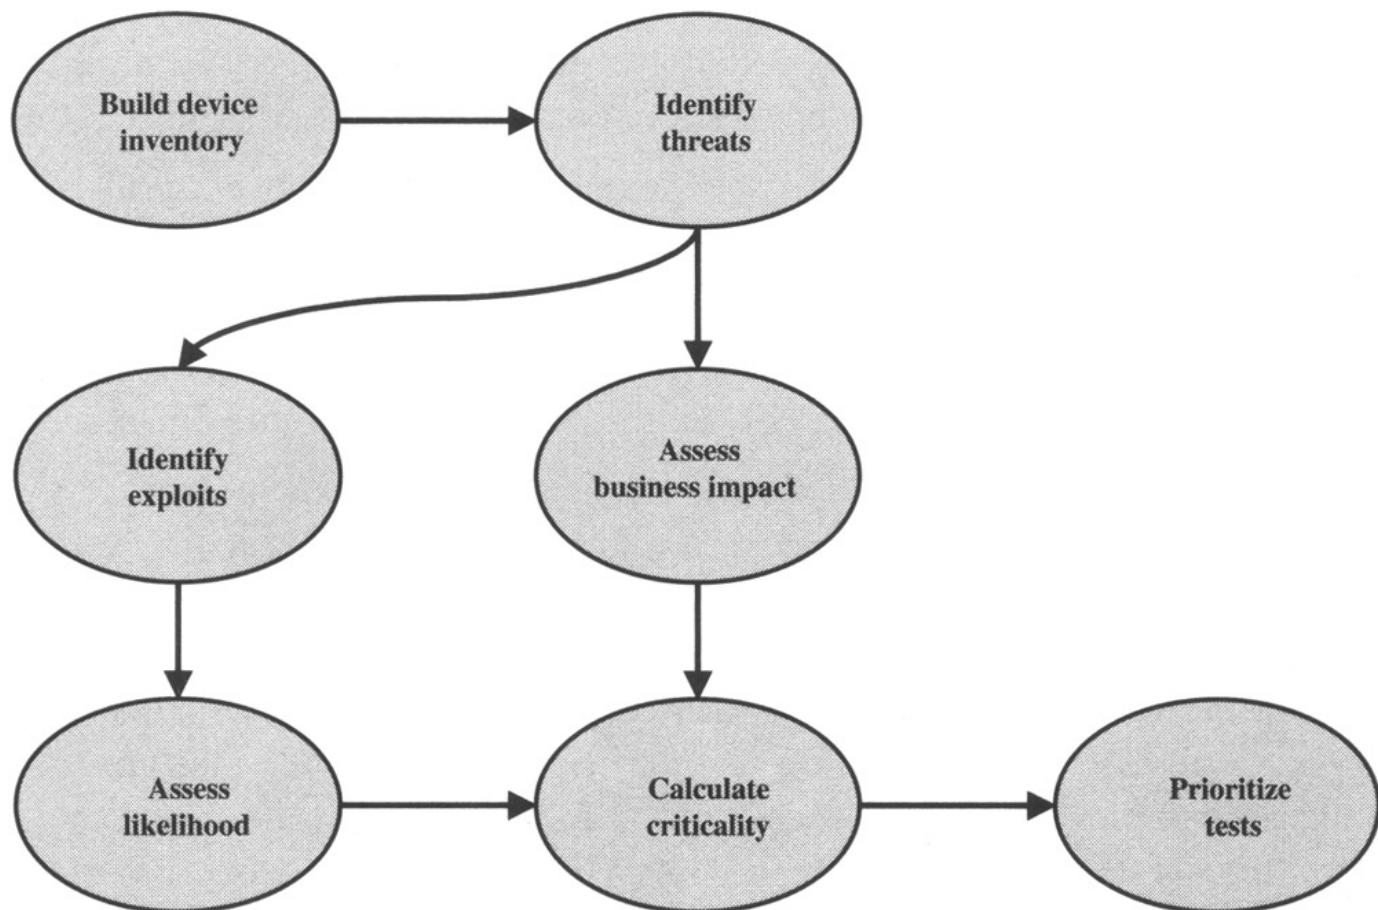 Build device
inventory
Identify
threats
Identify
exploits
Assess
business impact
Assess
likelihood
Calculate
criticality
Prioritize
tests